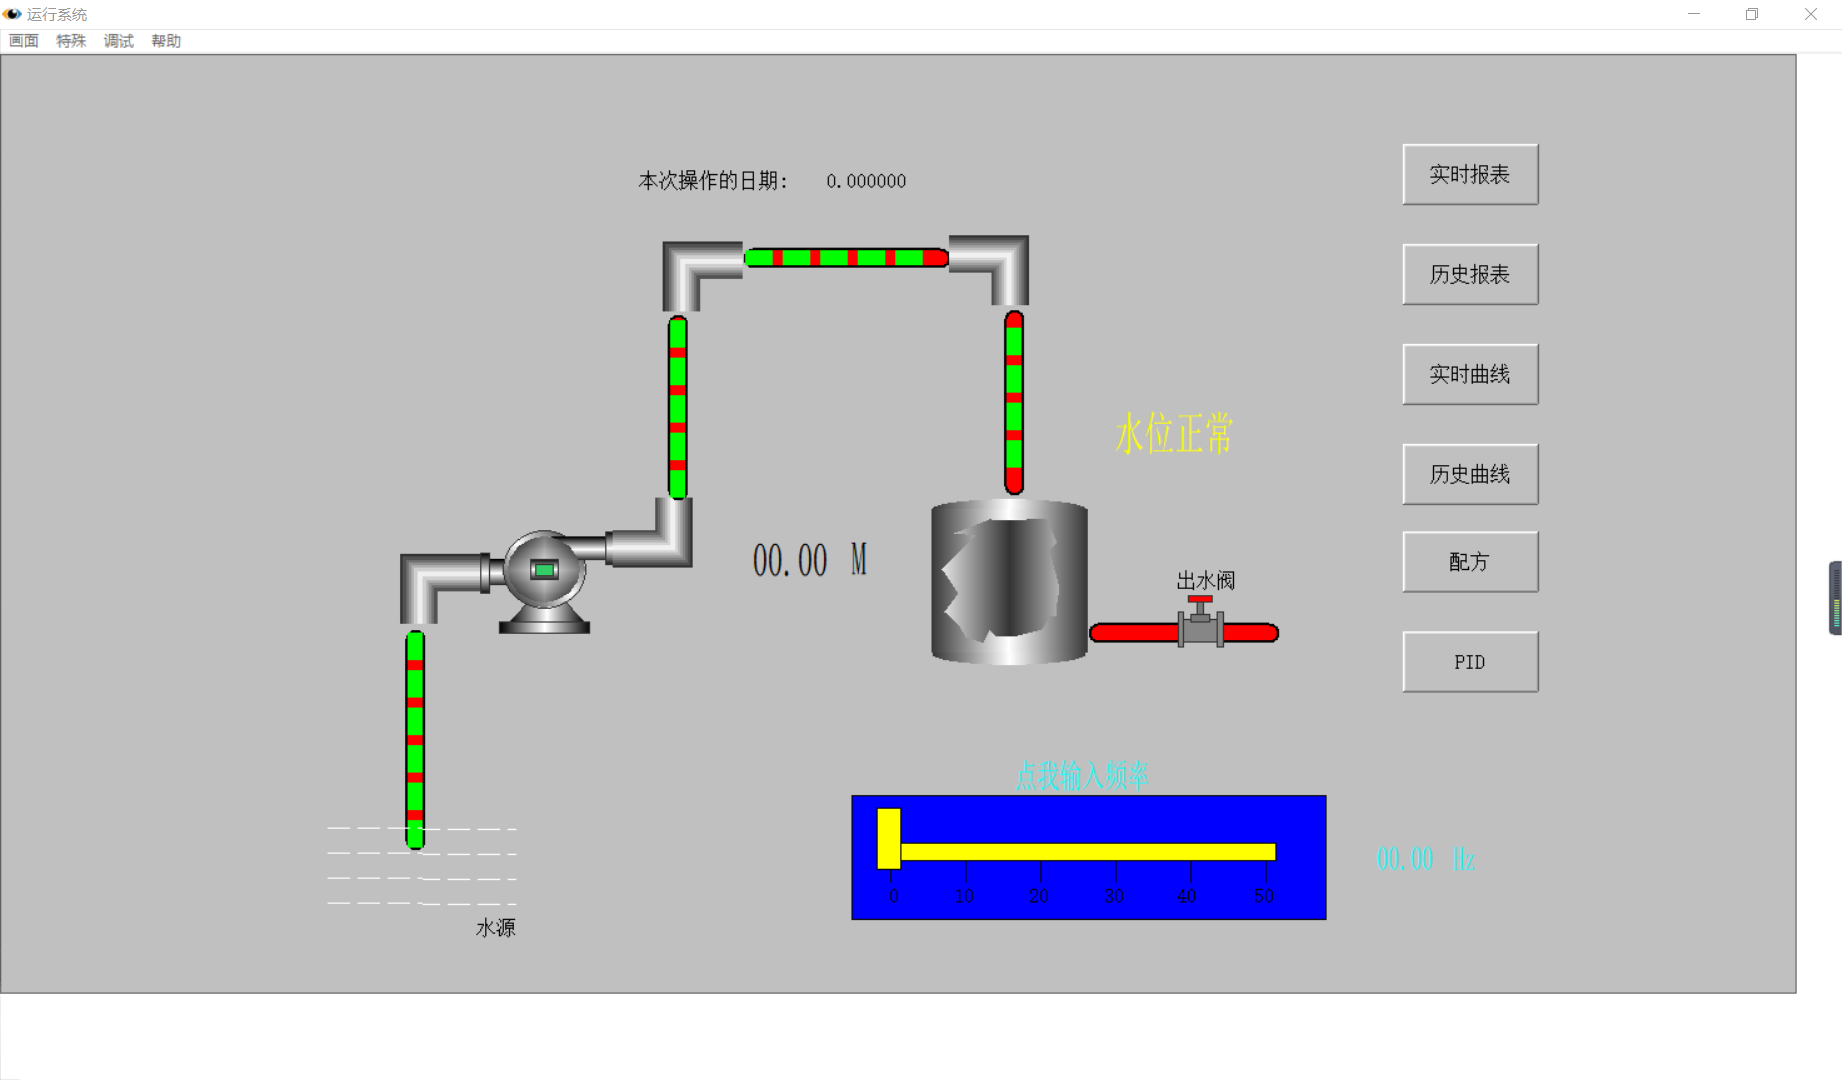 运行系统
画面 特殊 调试 帮助
本次操作的日期: 0.000000
实时报表
历史报表
实时曲线
水位正常
历史曲线
00.00 M
配方
出水阀
PID
点我输入频率
00.00 Hz
0 10 20 30 40 50
水源